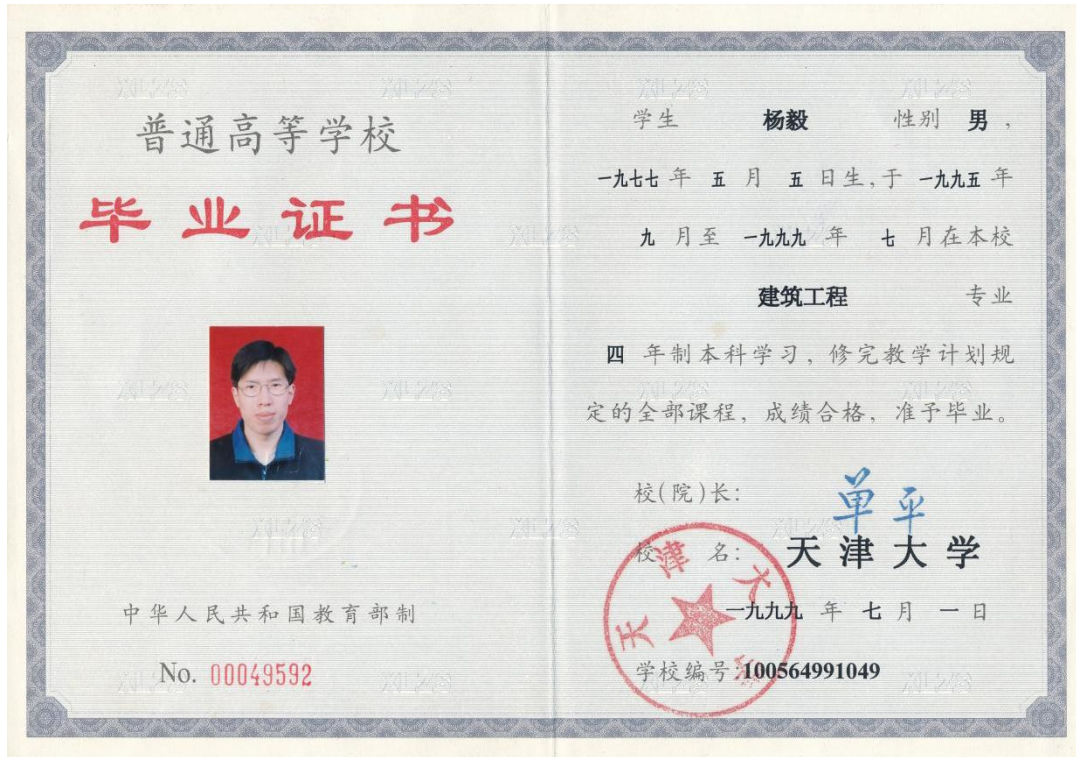 普通高等学校
毕业证书
中华人民共和国教育部制
No. 00049592
学生 杨毅 性别 男，
一九七七 年 五 月 五 日生,于 一九九五 年
九 月至 一九九九 年 七 月在本校
建筑工程 专业
四 年制本科学习，修完教学计划规
定的全部课程，成绩合格，准予毕业。
校(院)长: 单平
校 名: 天津大学
一九九九 年 七 月 一 日
学校编号:100564991049
天津大学